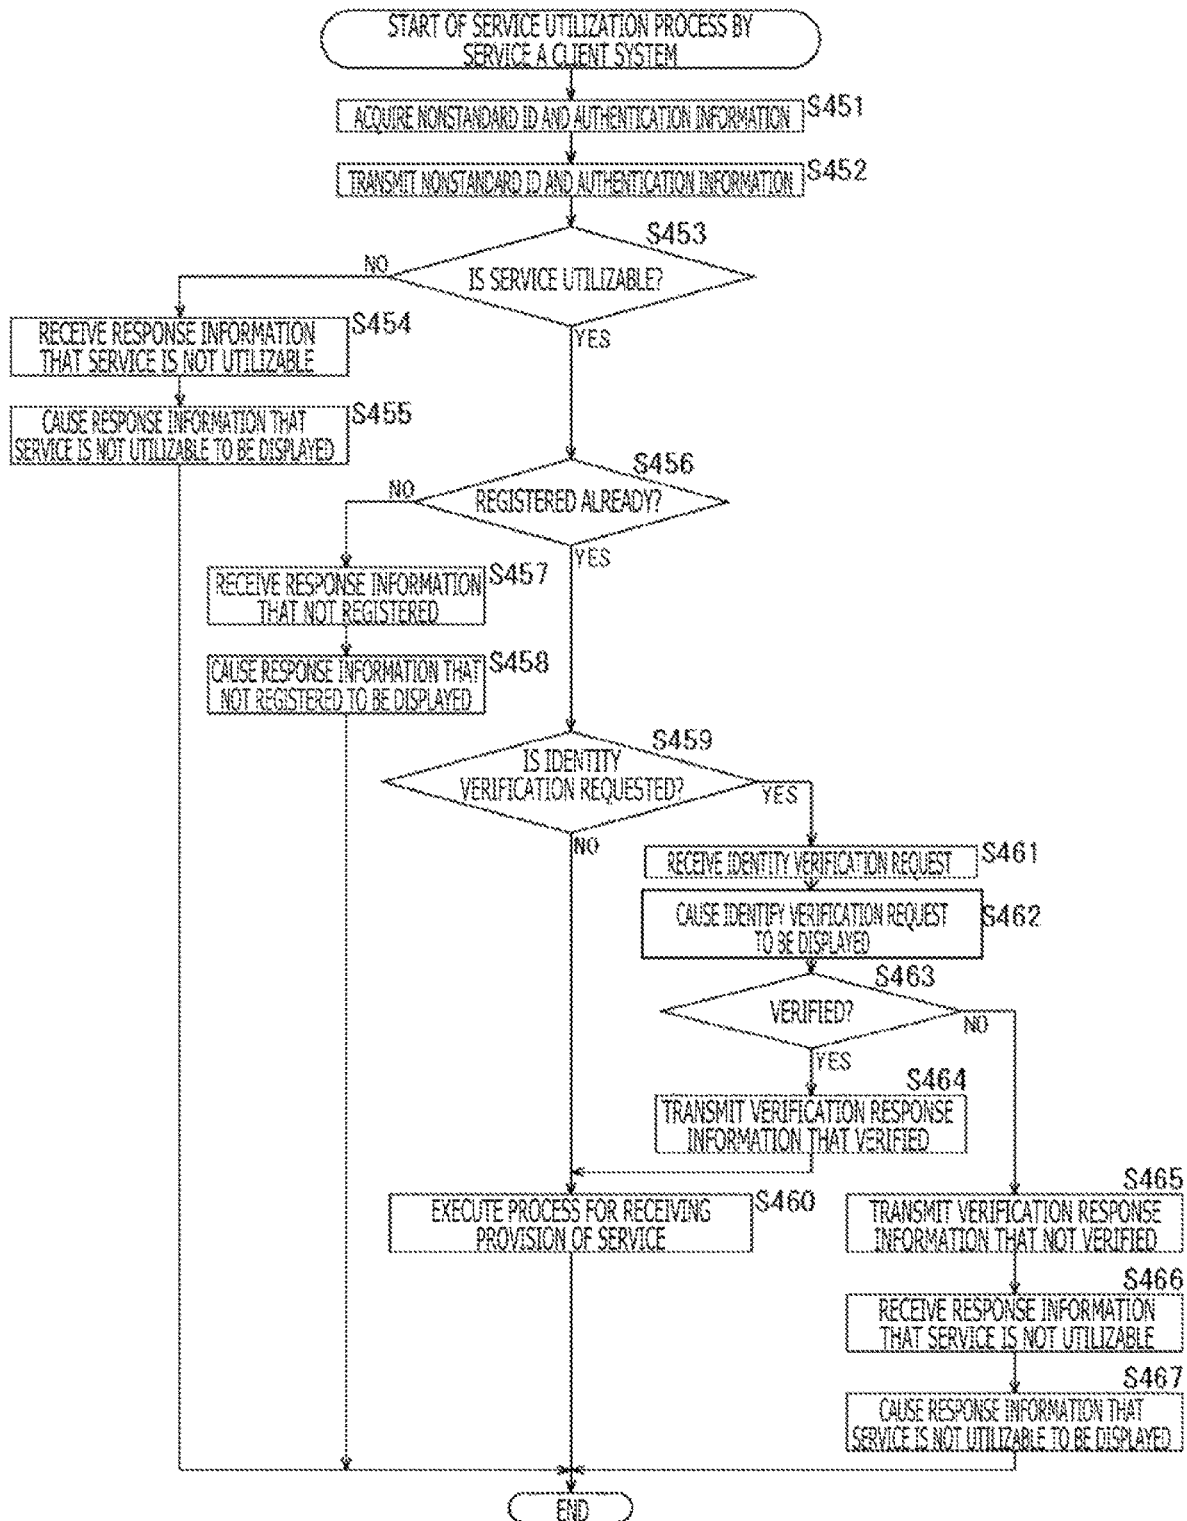 START OF SERVICE UTILIZATION PROCESS BY
SERVICE A CLIENT SYSTEM
ACQUIRE NONSTANDARD ID AND AUTHENTICATION INFORMATION
S451
TRANSMIT NONSTANDARD ID AND AUTHENTICATION INFORMATION
S452
S453
IS SERVICE UTILIZABLE?
NO
YES
RECEIVE RESPONSE INFORMATION
THAT SERVICE IS NOT UTILIZABLE
S454
CAUSE RESPONSE INFORMATION THAT
SERVICE IS NOT UTILIZABLE TO BE DISPLAYED
S455
S456
REGISTERED ALREADY?
NO
YES
RECEIVE RESPONSE INFORMATION
THAT NOT REGISTERED
S457
CAUSE RESPONSE INFORMATION THAT
NOT REGISTERED TO BE DISPLAYED
S458
S459
IS IDENTITY
VERIFICATION REQUESTED?
YES
NO
RECEIVE IDENTITY VERIFICATION REQUEST
S461
CAUSE IDENTIFY VERIFICATION REQUEST
TO BE DISPLAYED
S462
S463
VERIFIED?
NO
YES
S464
TRANSMIT VERIFICATION RESPONSE
INFORMATION THAT VERIFIED
EXECUTE PROCESS FOR RECEIVING
PROVISION OF SERVICE
S460
S465
TRANSMIT VERIFICATION RESPONSE
INFORMATION THAT NOT VERIFIED
S466
RECEIVE RESPONSE INFORMATION
THAT SERVICE IS NOT UTILIZABLE
S467
CAUSE RESPONSE INFORMATION THAT
SERVICE IS NOT UTILIZABLE TO BE DISPLAYED
END